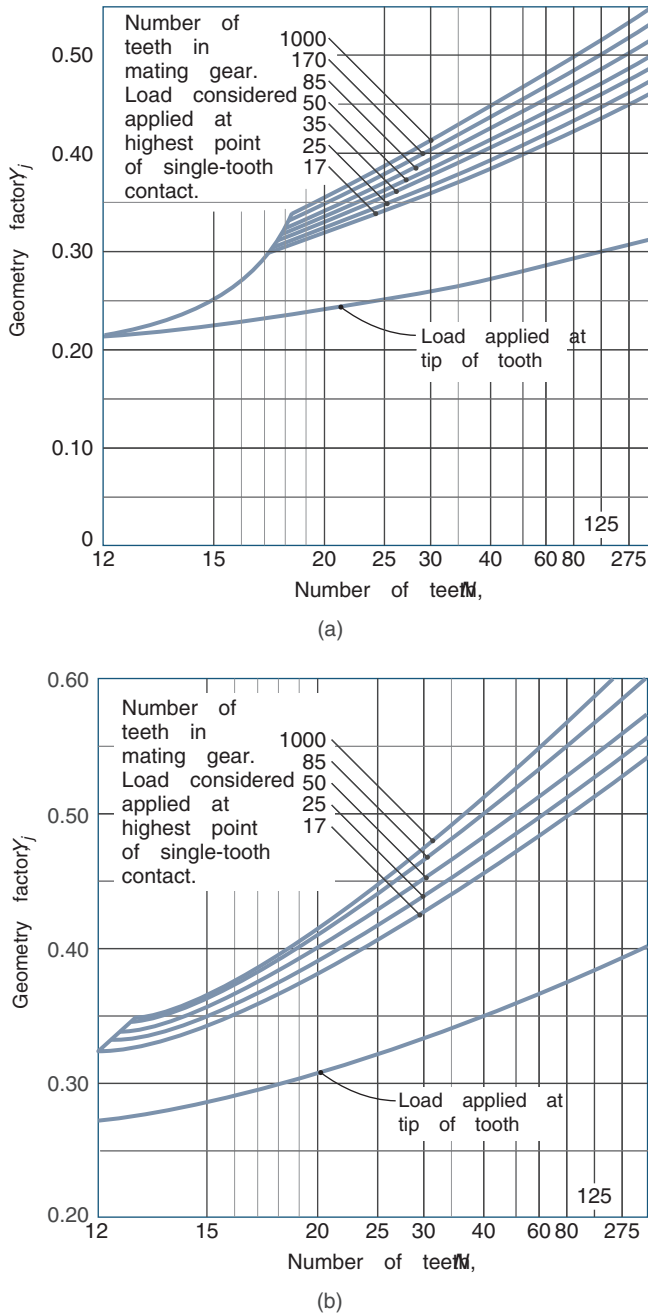 0.50
0.40
0.30
0.20
0.10
0
Geometry factor Yj
Number of
teeth in
mating gear.
Load considered
applied at
highest point
of single-tooth
contact.
1000
170
85
50
35
25
17
Load applied at
tip of tooth
125
12 15 20 25 30 40 60 80 275
Number of teeth, N
(a)
0.60
0.50
0.40
0.30
0.20
Geometry factor Yj
Number of
teeth in
mating gear.
Load considered
applied at
highest point
of single-tooth
contact.
1000
85
50
25
17
Load applied at
tip of tooth
125
12 15 20 25 30 40 60 80 275
Number of teeth, N
(b)